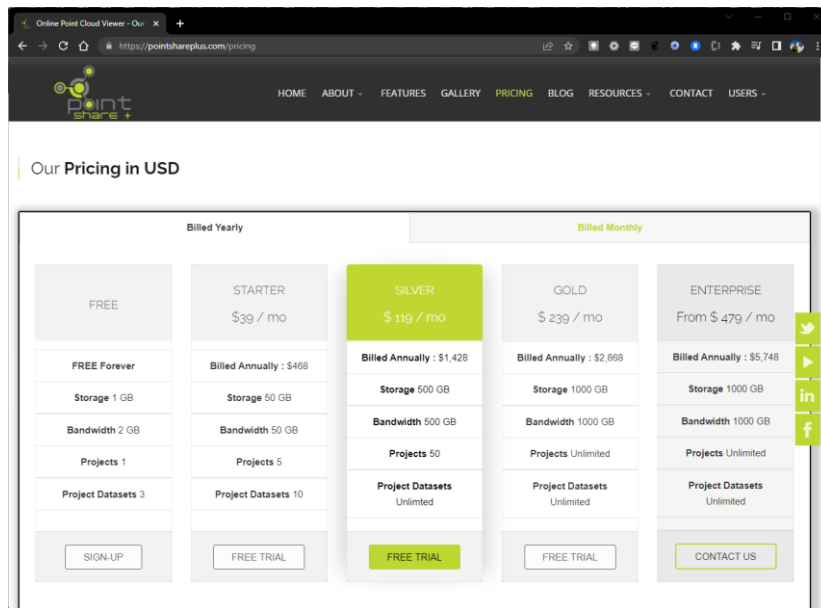 Online Point Cloud Viewer - Our
https://pointshareplus.com/pricing
point
share +
HOME ABOUT FEATURES GALLERY PRICING BLOG RESOURCES CONTACT USERS
Our Pricing in USD
Billed Yearly
Billed Monthly
FREE
FREE Forever
Storage 1 GB
Bandwidth 2 GB
Projects 1
Project Datasets 3
SIGN-UP
STARTER
$39 / mo
Billed Annually : $468
Storage 50 GB
Bandwidth 50 GB
Projects 5
Project Datasets 10
FREE TRIAL
SILVER
$ 119 / mo
Billed Annually : $1,428
Storage 500 GB
Bandwidth 500 GB
Projects 50
Project Datasets
Unlimted
FREE TRIAL
GOLD
$ 239 / mo
Billed Annually : $2,868
Storage 1000 GB
Bandwidth 1000 GB
Projects Unlimited
Project Datasets
Unlimited
FREE TRIAL
ENTERPRISE
From $ 479 / mo
Billed Annually : $5,748
Storage 1000 GB
Bandwidth 1000 GB
Projects Unlimited
Project Datasets
Unlimited
CONTACT US
in
f